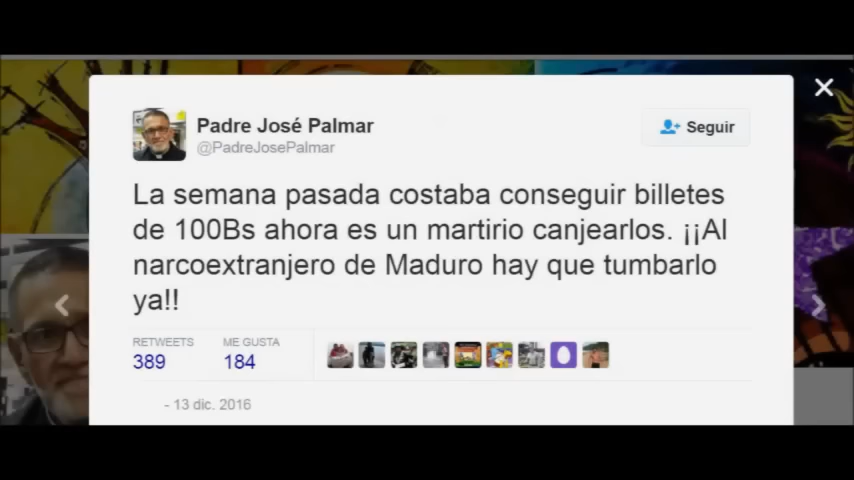 Padre José Palmar
@PadreJosePalmar
Seguir
La semana pasada costaba conseguir billetes
de 100Bs ahora es un martirio canjearlos. ¡¡Al
narcoextranjero de Maduro hay que tumbarlo
ya!!
RETWEETS
ME GUSTA
389
184
- 13 dic. 2016